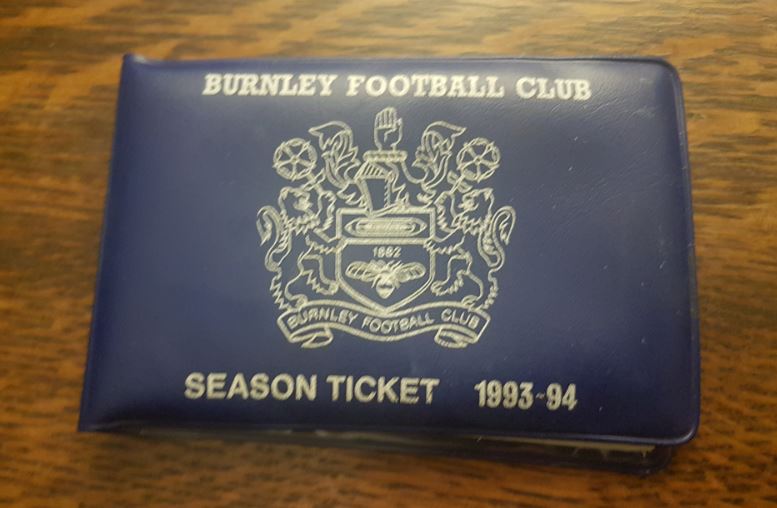 BURNLEY FOOTBALL CLUB
1882
BURNLEY FOOTBALL CLUB
SEASON TICKET 1993-94